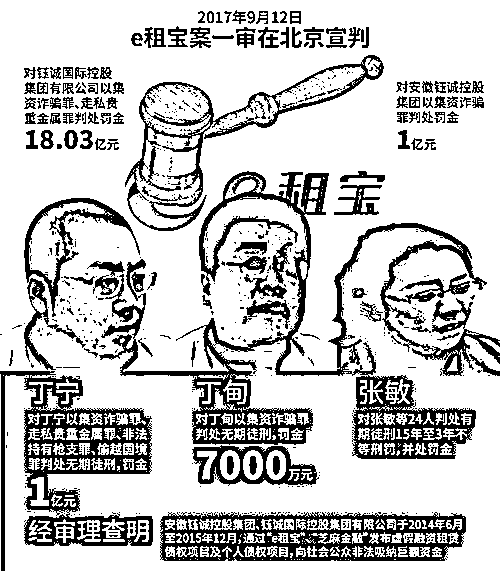 2017年9月12日
e租宝案一审在北京宣判
对钰诚国际控股
集团有限公司以集
资诈骗罪、走私贵
重金属罪判处罚金
18.03亿元
对安徽钰诚控股
集团以集资诈骗
罪判处罚金
1亿元
e租宝
丁宁
对丁宁以集资诈骗罪、
走私贵重金属罪、非法
持有枪支罪、偷越国境
罪判处无期徒刑,罚金
1亿元
丁甸
对丁甸以集资诈骗罪
判处无期徒刑,罚金
7000万元
张敏
对张敏等24人判处有
期徒刑15年至3年不
等刑罚,并处罚金
经审理查明
安徽钰诚控股集团、钰诚国际控股集团有限公司于2014年6月
至2015年12月,通过“e租宝”、“芝麻金融”发布虚假融资租赁
债权项目及个人债权项目,向社会公众非法吸纳巨额资金